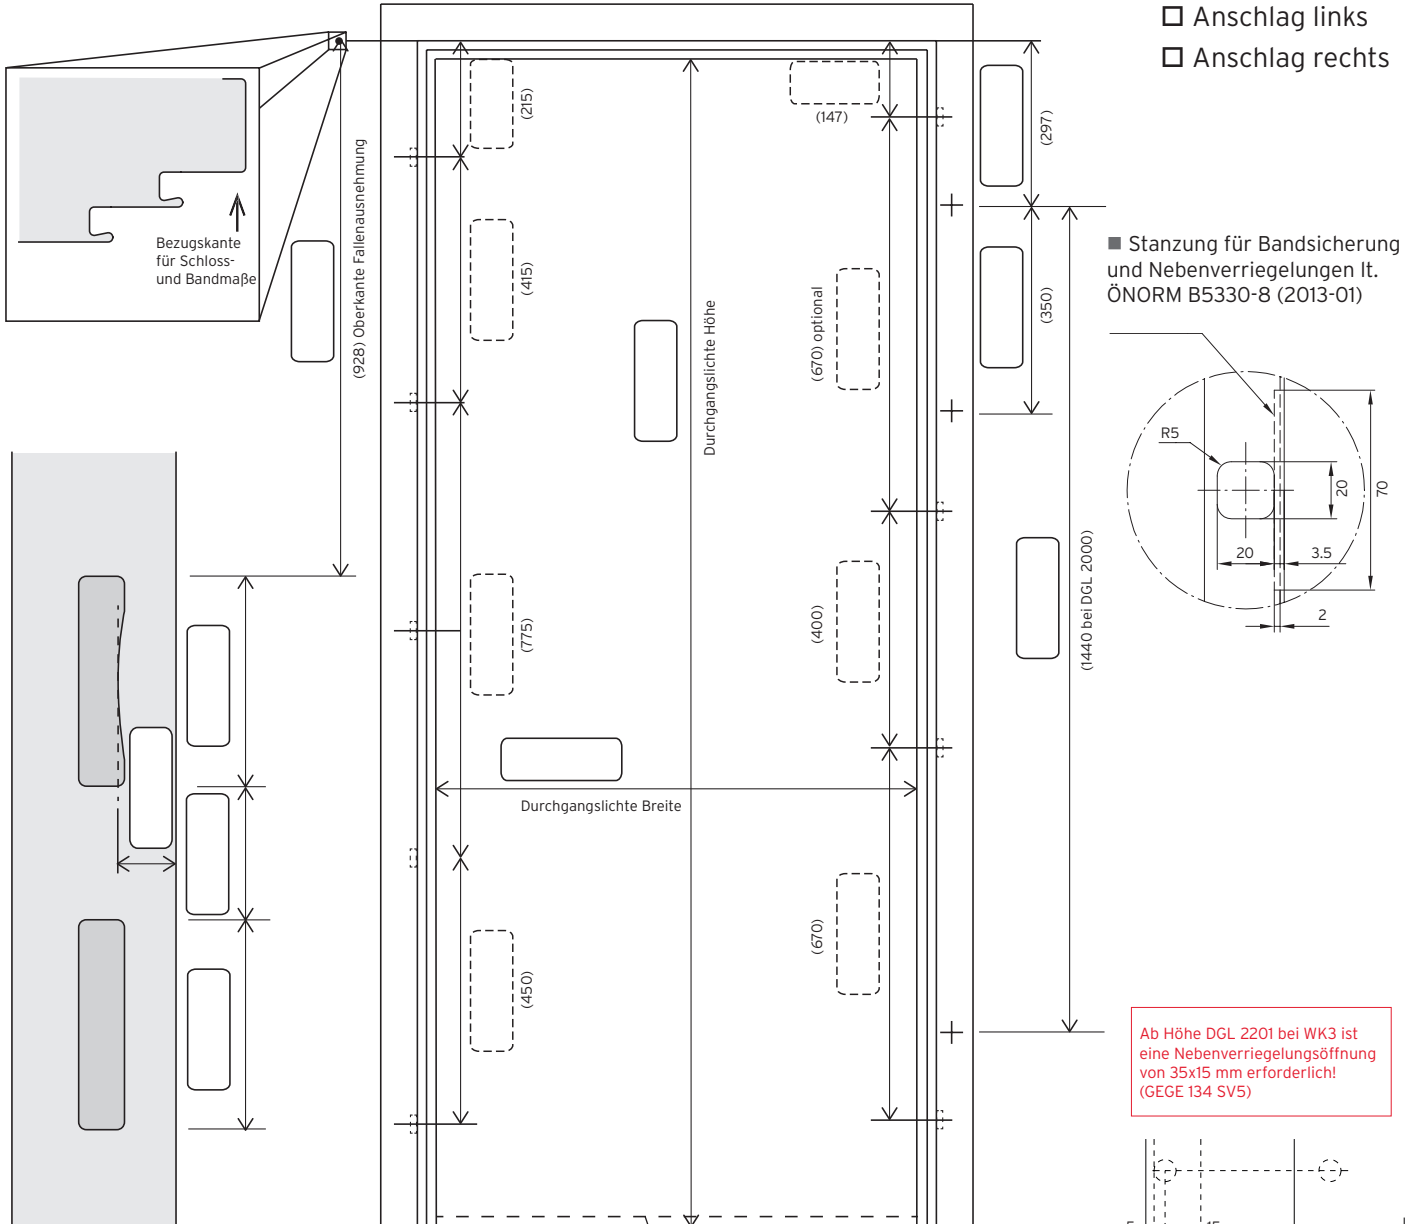 Anschlag links
Anschlag rechts
(215)
(147)
(297)
(928) Oberkante Fallenausnehmung
Bezugskante
für Schloss-
und Bandmaße
(415)
(670) optional
(350)
Durchgangslichte Höhe
Stanzung für Bandsicherung
und Nebenverriegelungen lt.
ÖNORM B5330-8 (2013-01)
R5
20
70
20
3.5
2
(775)
(400)
(1440 bei DGL 2000)
Durchgangslichte Breite
(450)
(670)
Ab Höhe DGL 2201 bei WK3 ist
eine Nebenverriegelungsöffnung
von 35x15 mm erforderlich!
(GEGE 134 SV5)